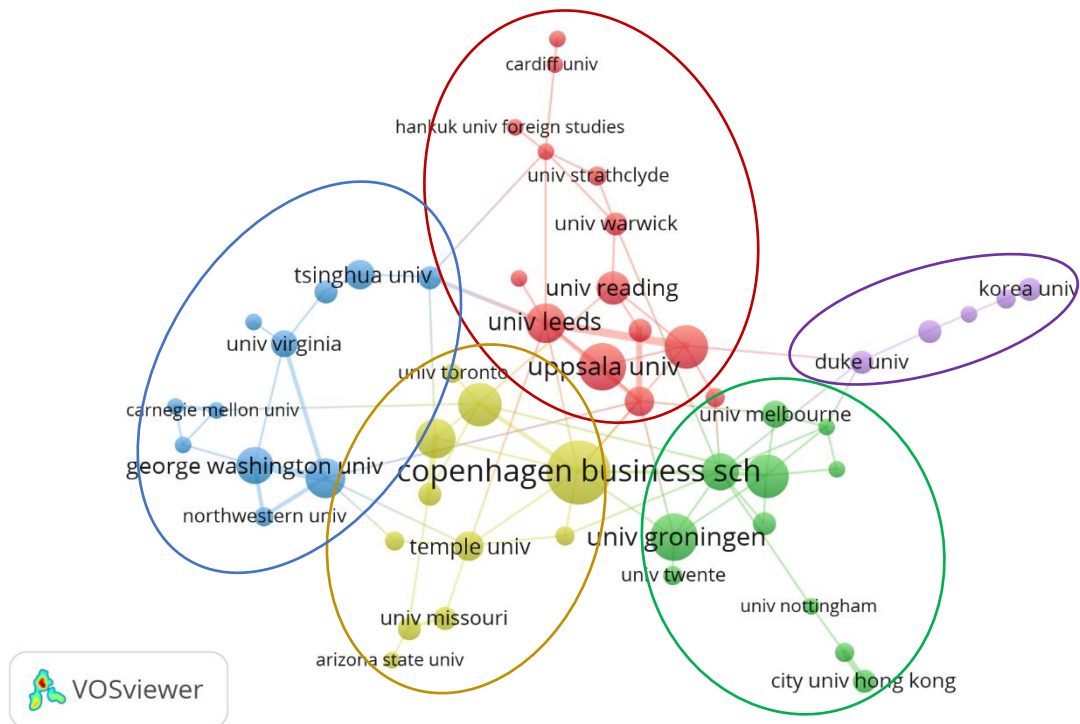 cardiff univ
hankuk univ foreign studies
univ strathclyde
univ warwick
tsinghua univ
univ reading
korea univ
univ leeds
univ virginia
duke univ
uppsala univ
univ toronto
carnegie mellon univ
univ melbourne
george washington univ
copenhagen business sch
northwestern univ
univ groningen
temple univ
univ twente
univ nottingham
univ missouri
arizona state univ
city univ hong kong
VOSviewer